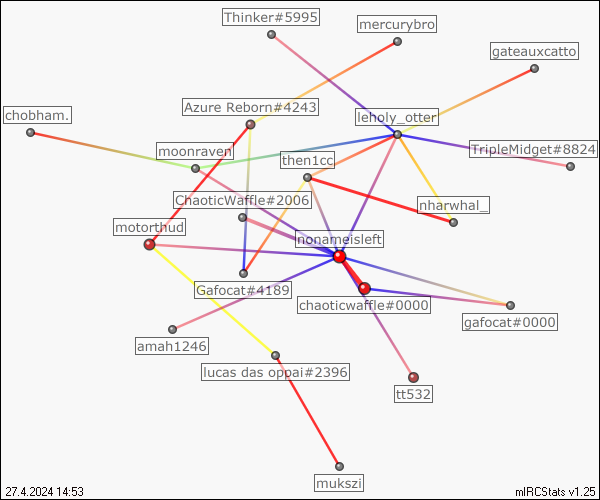 Thinker#5995
mercurybro
gateauxcatto
Azure Reborn#4243
chobham.
leholy_otter
moonraven
then1cc
TripleMidget#8824
ChaoticWaffle#2006
nharwhal_
motorthud
nonameisleft
Gafocat#4189
chaoticwaffle#0000
gafocat#0000
amah1246
lucas das oppai#2396
tt532
mukszi
27.4.2024 14:53
mIRCStats v1.25